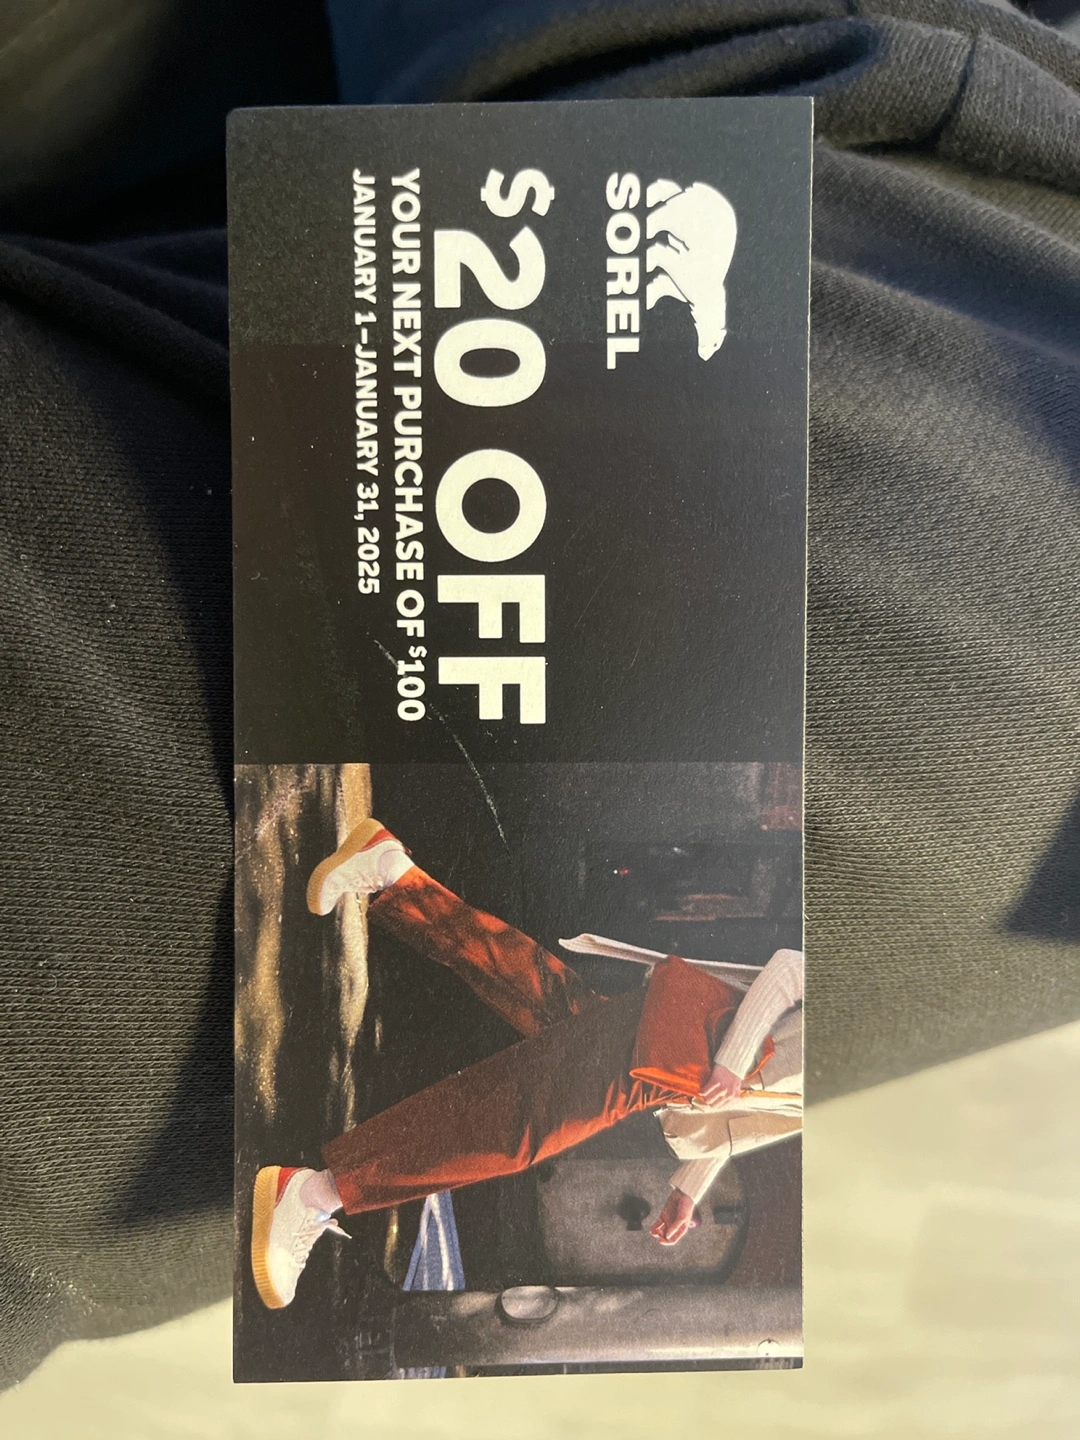 SOREL
$20 OFF
YOUR NEXT PURCHASE OF $100
JANUARY 1–JANUARY 31, 2025